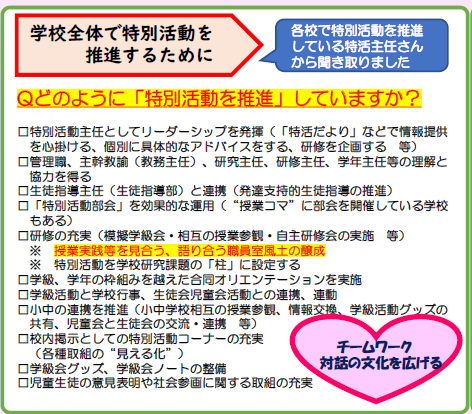 学校全体で特別活動を
推進するために
各校で特別活動を推進
している特活主任さん
から聞き取りました
Qどのように「特別活動を推進」していますか？
□特別活動主任としてリーダーシップを発揮（「特活だより」などで情報提供
を心掛ける、個別に具体的なアドバイスをする、研修を企画する　等）
□管理職、主幹教諭（教務主任）、研究主任、研修主任、学年主任等の理解と
協力を得る
□生徒指導主任（生徒指導部）と連携（発達支持的生徒指導の推進）
□「特別活動部会」を効果的な運用（“授業コマ”に部会を開催している学校
もある）
□研修の充実（模擬学級会・相互の授業参観・自主研修会の実施　等）
※　授業実践等を見合う、語り合う職員室風土の醸成
※　特別活動を学校研究課題の「柱」に設定する
□学級、学年の枠組みを越えた合同オリエンテーションを実施
□学級活動と学校行事、生徒会児童会活動との連携、連動
□小中の連携を推進（小中学校相互の授業参観、情報交換、学級活動グッズの
共有、児童会と生徒会の交流・連携　等）
□校内掲示としての特別活動コーナーの充実
（各種取組の“見える化”）
□学級会グッズ、学級会ノートの整備
□児童生徒の意見表明や社会参画に関する取組の充実
チームワーク
対話の文化を広げる